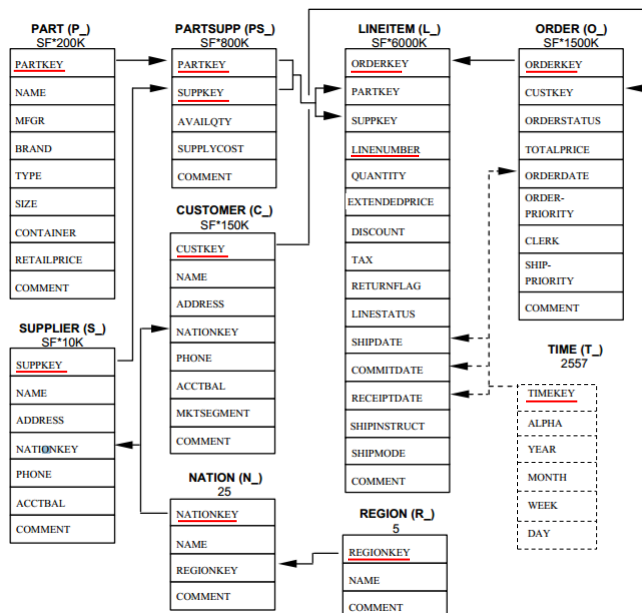 PART (P_)
SF*200K
PARTKEY
NAME
MFGR
BRAND
TYPE
SIZE
CONTAINER
RETAILPRICE
COMMENT
SUPPLIER (S_)
SF*10K
SUPPKEY
NAME
ADDRESS
NATIONKEY
PHONE
ACCTBAL
COMMENT
PARTSUPP (PS_)
SF*800K
PARTKEY
SUPPKEY
AVAILQTY
SUPPLYCOST
COMMENT
CUSTOMER (C_)
SF*150K
CUSTKEY
NAME
ADDRESS
NATIONKEY
PHONE
ACCTBAL
MKTSEGMENT
COMMENT
NATION (N_)
25
NATIONKEY
NAME
REGIONKEY
COMMENT
LINEITEM (L_)
SF*6000K
ORDERKEY
PARTKEY
SUPPKEY
LINENUMBER
QUANTITY
EXTENDEDPRICE
DISCOUNT
TAX
RETURNFLAG
LINESTATUS
SHIPDATE
COMMITDATE
RECEIPTDATE
SHIPINSTRUCT
SHIPMODE
COMMENT
REGION (R_)
5
REGIONKEY
NAME
COMMENT
ORDER (O_)
SF*1500K
ORDERKEY
CUSTKEY
ORDERSTATUS
TOTALPRICE
ORDERDATE
ORDER-
PRIORITY
CLERK
SHIP-
PRIORITY
COMMENT
TIME (T_)
2557
TIMEKEY
ALPHA
YEAR
MONTH
WEEK
DAY